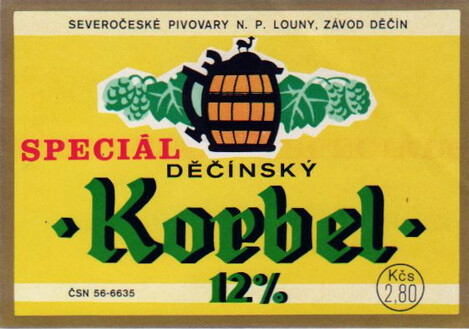 SEVEROČESKÉ PIVOVARY N. P. LOUNY, ZÁVOD DĚČÍN
SPECIÁL
DĚČÍNSKÝ
·Korbel·
12%
ČSN 56-6635
Kčs
2,80